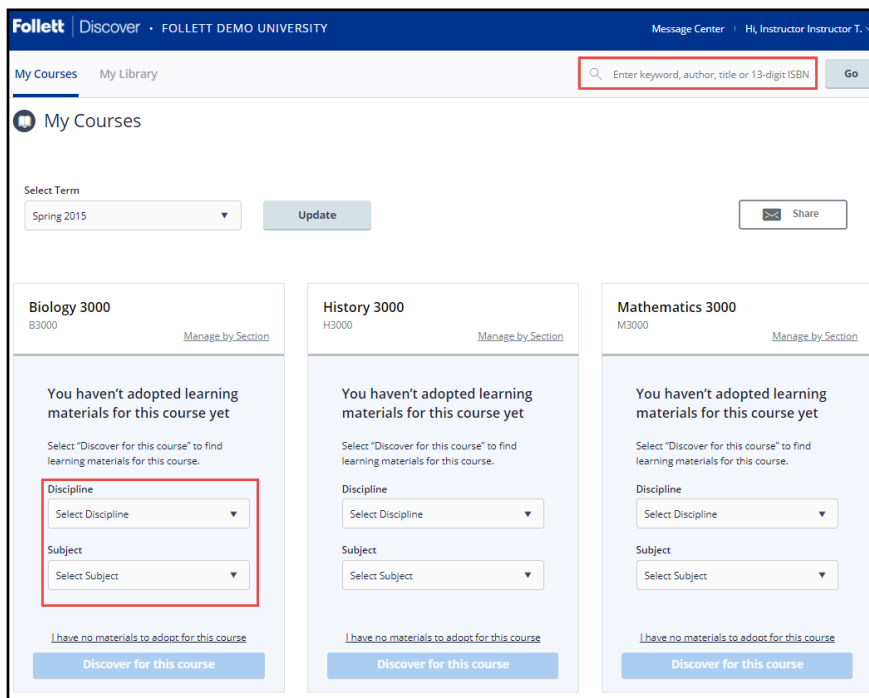 Follett | Discover • FOLLETT DEMO UNIVERSITY
Message Center | Hi, Instructor Instructor T.
My Courses
My Library
Enter keyword, author, title or 13-digit ISBN
Go
My Courses
Select Term
Spring 2015
Update
Share
Biology 3000
B3000
Manage by Section
You haven’t adopted learning
materials for this course yet
Select “Discover for this course” to find
learning materials for this course.
Discipline
Select Discipline
Subject
Select Subject
I have no materials to adopt for this course
Discover for this course
History 3000
H3000
Manage by Section
You haven’t adopted learning
materials for this course yet
Select “Discover for this course” to find
learning materials for this course.
Discipline
Select Discipline
Subject
Select Subject
I have no materials to adopt for this course
Discover for this course
Mathematics 3000
M3000
Manage by Section
You haven’t adopted learning
materials for this course yet
Select “Discover for this course” to find
learning materials for this course.
Discipline
Select Discipline
Subject
Select Subject
I have no materials to adopt for this course
Discover for this course